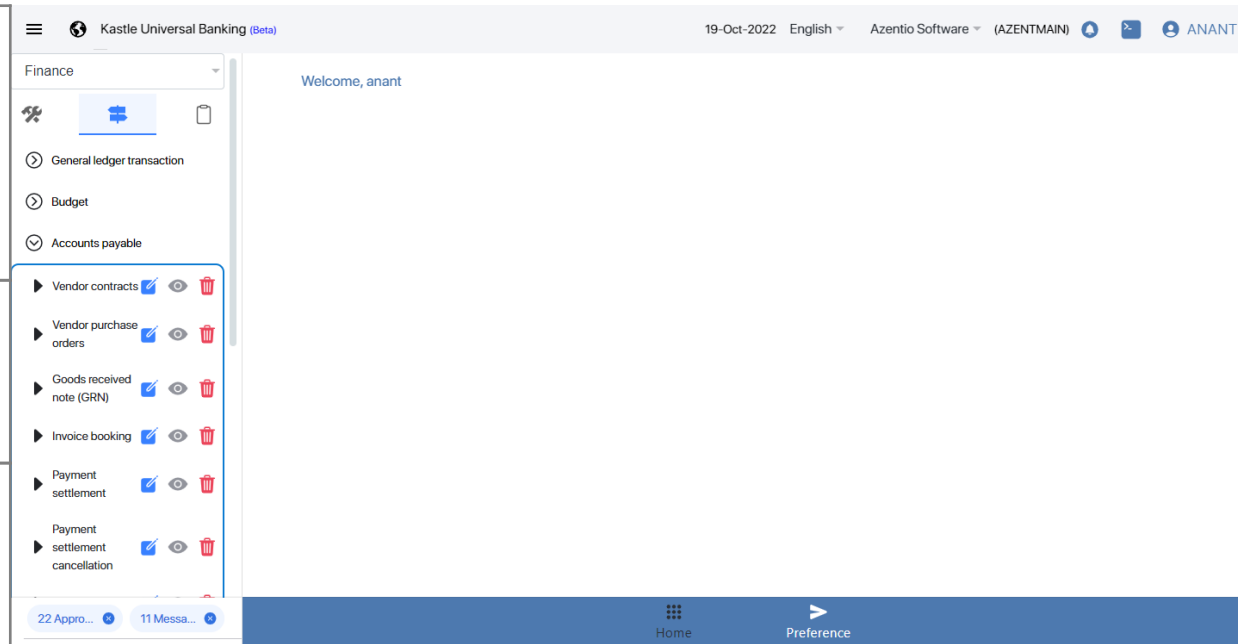 Kastle Universal Banking (Beta)
19-Oct-2022 English Azentio Software (AZENTMAIN) ANANT
Finance
Welcome, anant
General ledger transaction
Budget
Accounts payable
Vendor contracts
Vendor purchase
orders
Goods received
note (GRN)
Invoice booking
Payment
settlement
Payment
settlement
cancellation
22 Appro...
11 Messa...
Home
Preference